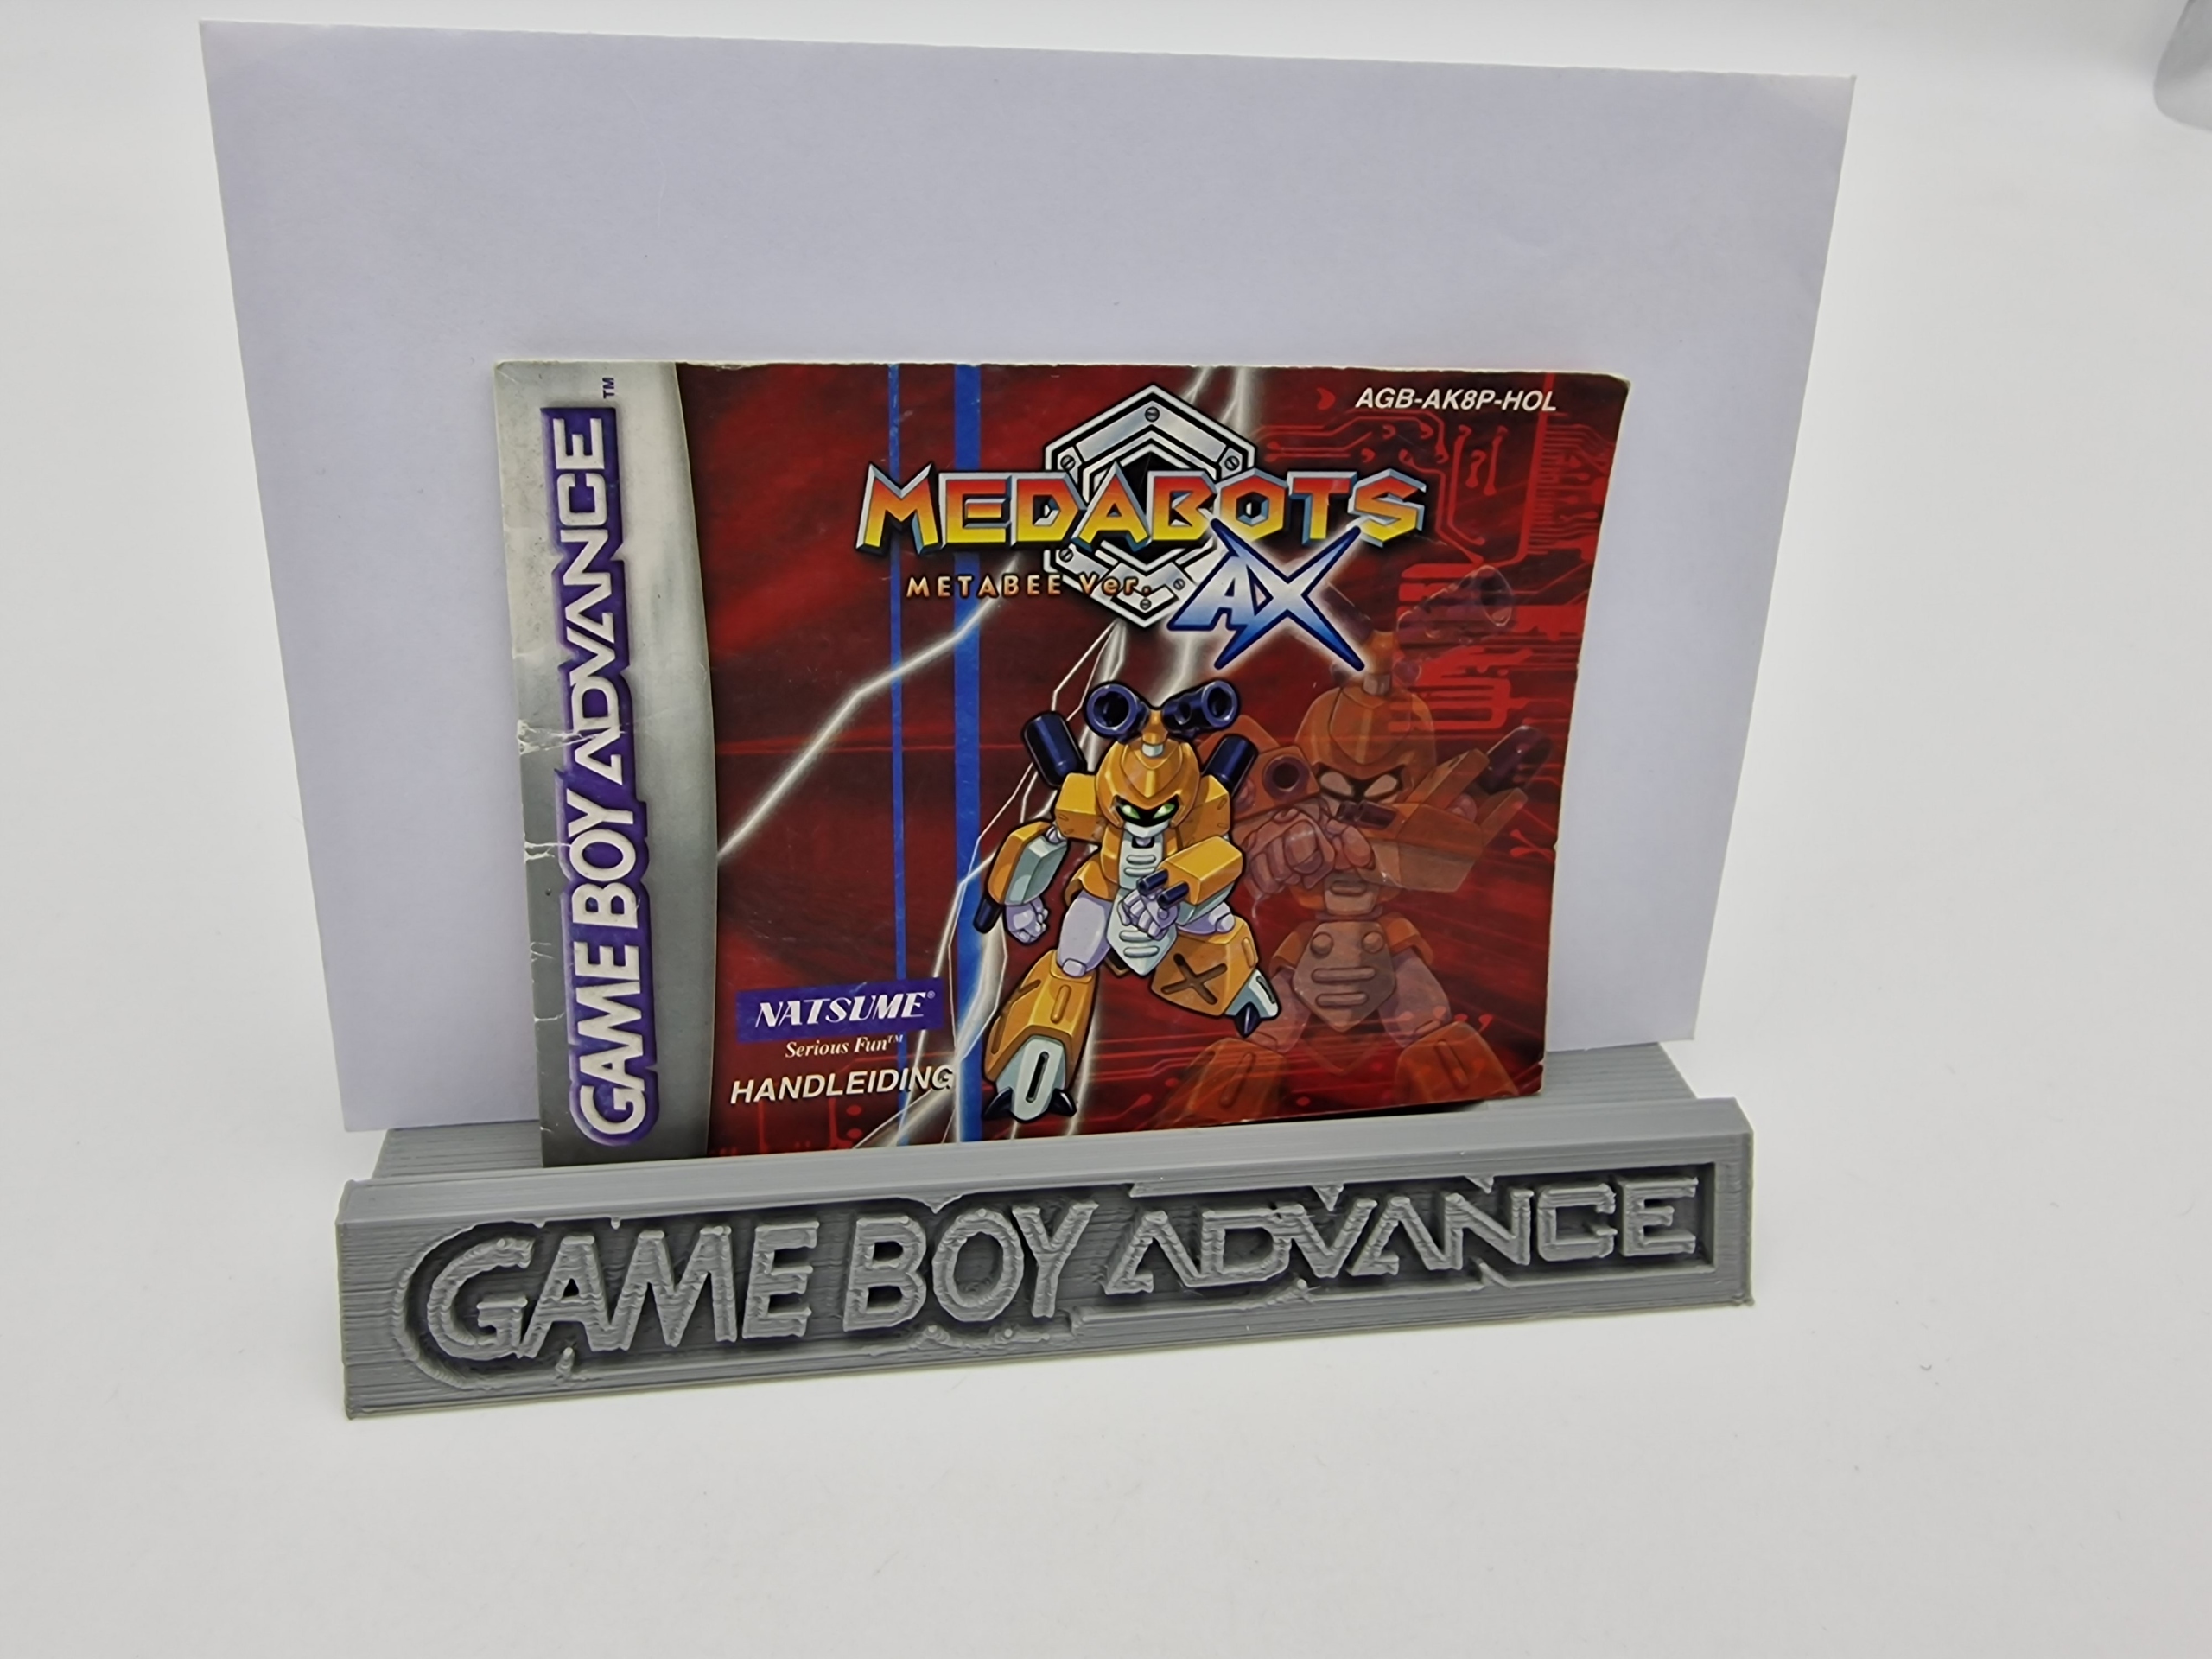 GAME BOY ADVANCE™
AGB-AK8P-HOL
MEDABOTS
METABEE Ver.
AX
NATSUME®
Serious Fun™
HANDLEIDING
GAME BOY ADVANCE